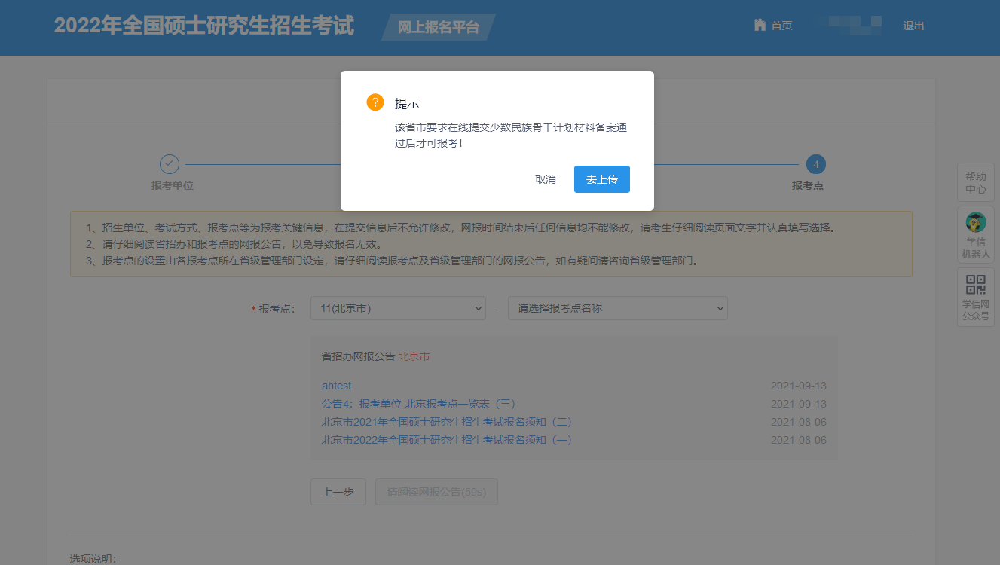 2022年全国硕士研究生招生考试
网上报名平台
首页
退出
?
提示
该省市要求在线提交少数民族骨干计划材料备案通
过后才可报考！
取消
去上传
报考单位
4
报考点
1、招生单位、考试方式、报考点等为报考关键信息，在提交信息后不允许修改，网报时间结束后任何信息均不能修改，请考生仔细阅读页面文字并认真填写选择。
2、请仔细阅读省招办和报考点的网报公告，以免导致报名无效。
3、报考点的设置由各报考点所在省级管理部门设定，请仔细阅读报考点及省级管理部门的网报公告，如有疑问请咨询省级管理部门。
* 报考点：
11(北京市)
-
请选择报考点名称
省招办网报公告 北京市
ahtest 2021-09-13
公告4：报考单位-北京报考点一览表（三） 2021-09-13
北京市2021年全国硕士研究生招生考试报名须知（二） 2021-08-06
北京市2022年全国硕士研究生招生考试报名须知（一） 2021-08-06
上一步
请阅读网报公告(59s)
选项说明：
帮助
中心
学信
机器人
学信网
公众号